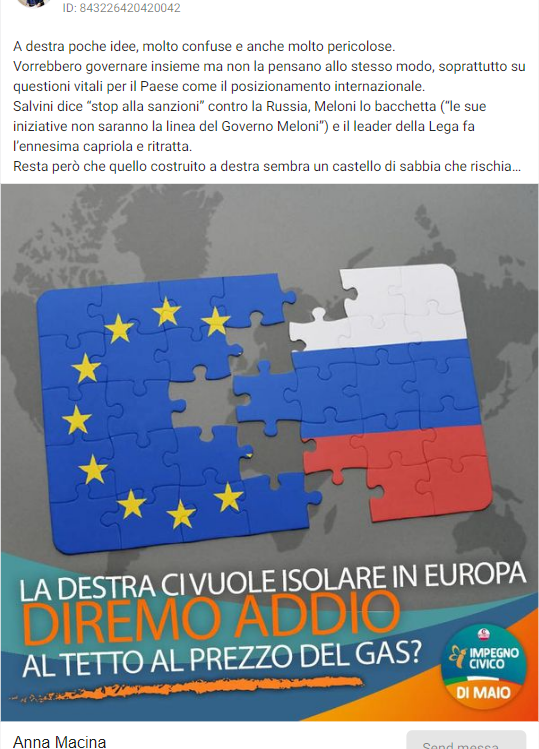 ID: 843226420420042
A destra poche idee, molto confuse e anche molto pericolose.
Vorrebbero governare insieme ma non la pensano allo stesso modo, soprattutto su
questioni vitali per il Paese come il posizionamento internazionale.
Salvini dice “stop alla sanzioni” contro la Russia, Meloni lo bacchetta (“le sue
iniziative non saranno la linea del Governo Meloni”) e il leader della Lega fa
l’ennesima capriola e ritratta.
Resta però che quello costruito a destra sembra un castello di sabbia che rischia...
LA DESTRA CI VUOLE ISOLARE IN EUROPA
DIREMO ADDIO
AL TETTO AL PREZZO DEL GAS?
IMPEGNO
CIVICO
DI MAIO
Anna Macina
Send messa